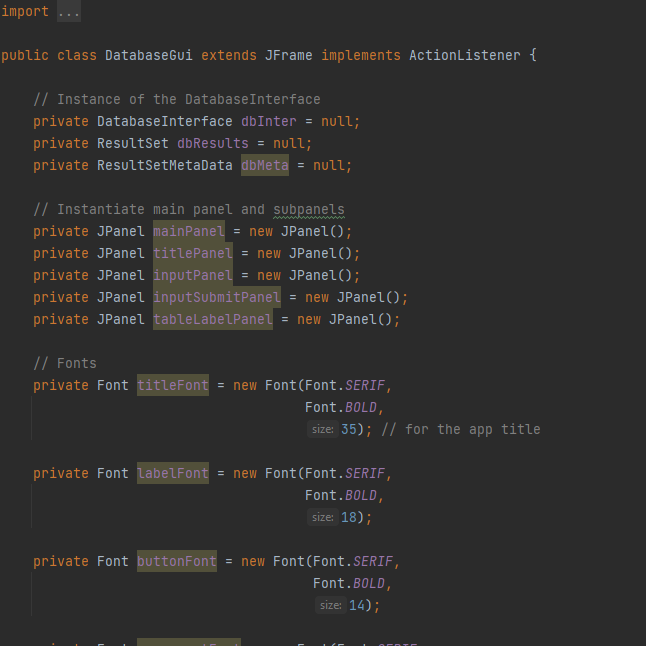 import ...
public class DatabaseGui extends JFrame implements ActionListener {
// Instance of the DatabaseInterface
private DatabaseInterface dbInter = null;
private ResultSet dbResults = null;
private ResultSetMetaData dbMeta = null;
// Instantiate main panel and subpanels
private JPanel mainPanel = new JPanel();
private JPanel titlePanel = new JPanel();
private JPanel inputPanel = new JPanel();
private JPanel inputSubmitPanel = new JPanel();
private JPanel tableLabelPanel = new JPanel();
// Fonts
private Font titleFont = new Font(Font.SERIF,
Font.BOLD,
size: 35); // for the app title
private Font labelFont = new Font(Font.SERIF,
Font.BOLD,
size: 18);
private Font buttonFont = new Font(Font.SERIF,
Font.BOLD,
size: 14);